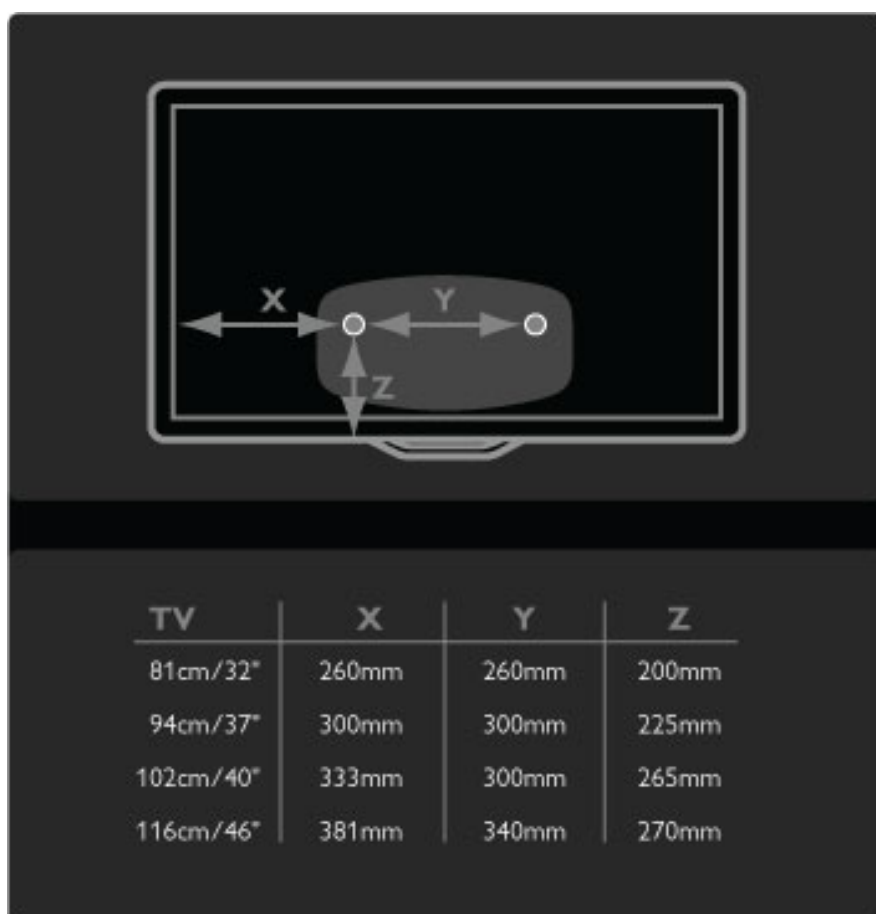 X Y
Z
TV X Y Z
81cm/32" 260mm 260mm 200mm
94cm/37" 300mm 300mm 225mm
102cm/40" 333mm 300mm 265mm
116cm/46" 381mm 340mm 270mm